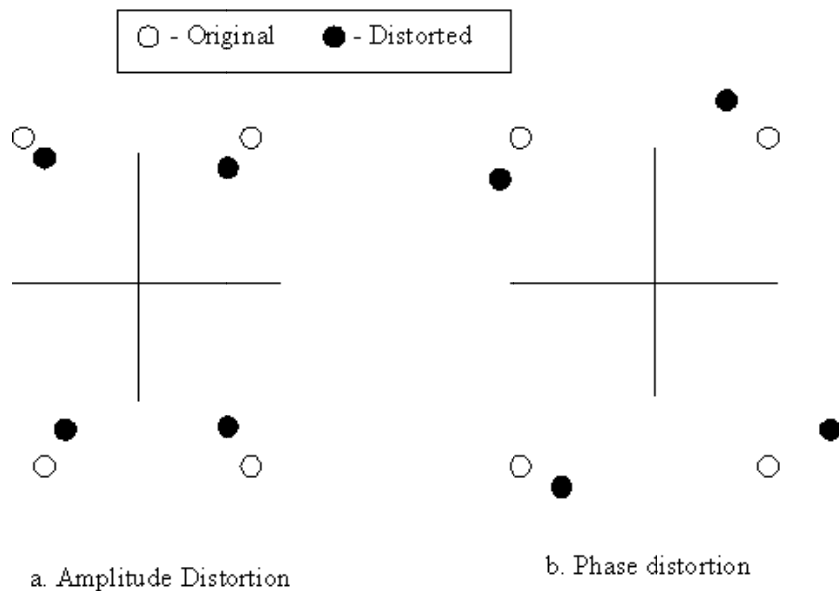 - Original - Distorted
a. Amplitude Distortion
b. Phase distortion